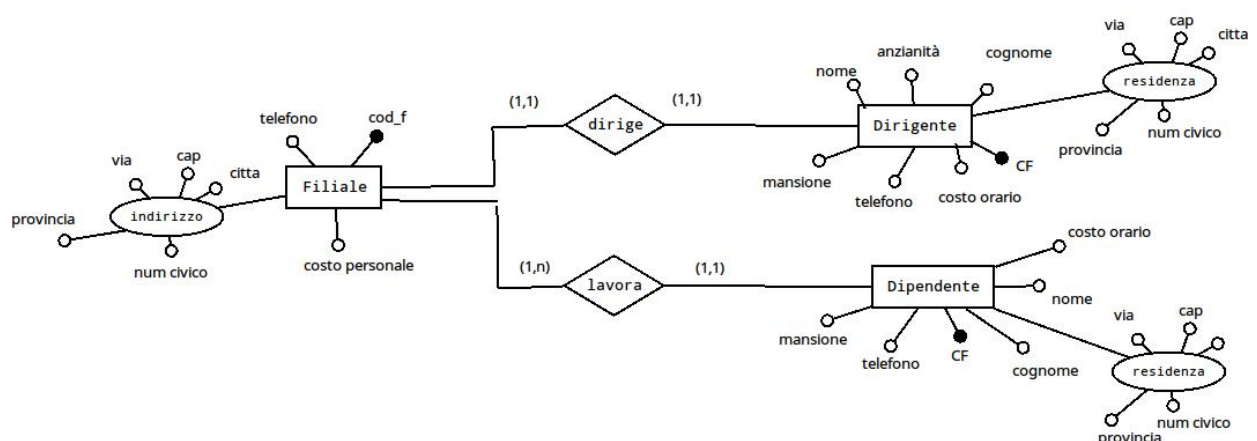 via
cap
citta
residenza
provincia
num civico
nome
anzianità
cognome
Dirigente
mansione
telefono
costo orario
CF
(1,1)
dirige
(1,1)
telefono
cod_f
Filiale
costo personale
via
cap
citta
indirizzo
provincia
num civico
(1,n)
lavora
(1,1)
Dipendente
costo orario
nome
mansione
telefono
CF
cognome
via
cap
residenza
num civico
provincia